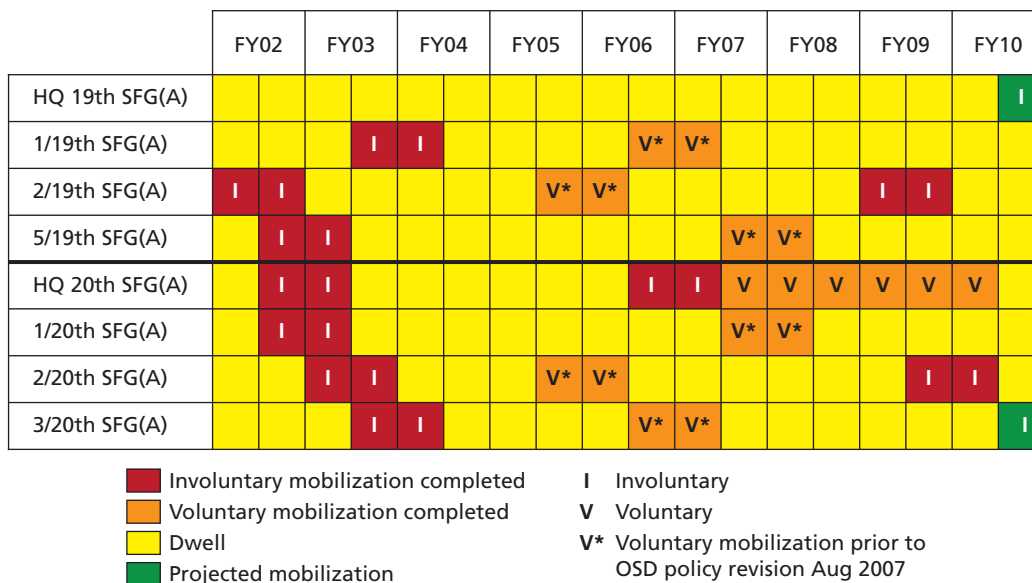 FY02 FY03 FY04 FY05 FY06 FY07 FY08 FY09 FY10
HQ 19th SFG(A) I
1/19th SFG(A) I I V* V*
2/19th SFG(A) I I V* V* I I
5/19th SFG(A) I I V* V*
HQ 20th SFG(A) I I I I V V V V V V
1/20th SFG(A) I I V* V*
2/20th SFG(A) I I V* V* I I
3/20th SFG(A) I I V* V* I
Involuntary mobilization completed I Involuntary
Voluntary mobilization completed V Voluntary
Dwell V* Voluntary mobilization prior to
Projected mobilization OSD policy revision Aug 2007